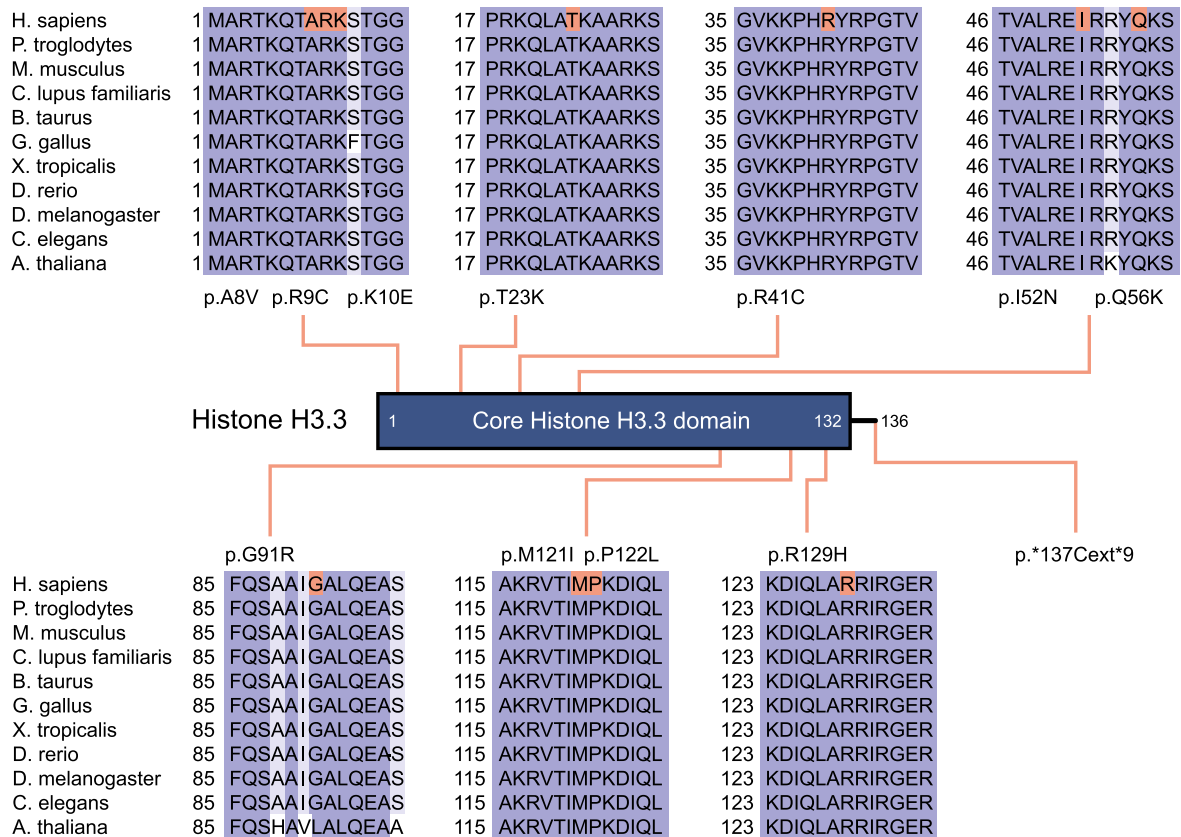 H. sapiens 1 MARTKQTARKSTGG 17 PRKQLATKAARKS 35 GVKKPHRYRPGTV 46 TVALREIRRYQKS
P. troglodytes 1 MARTKQTARKSTGG 17 PRKQLATKAARKS 35 GVKKPHRYRPGTV 46 TVALREIRRYQKS
M. musculus 1 MARTKQTARKSTGG 17 PRKQLATKAARKS 35 GVKKPHRYRPGTV 46 TVALREIRRYQKS
C. lupus familiaris 1 MARTKQTARKSTGG 17 PRKQLATKAARKS 35 GVKKPHRYRPGTV 46 TVALREIRRYQKS
B. taurus 1 MARTKQTARKSTGG 17 PRKQLATKAARKS 35 GVKKPHRYRPGTV 46 TVALREIRRYQKS
G. gallus 1 MARTKQTARKFTGG 17 PRKQLATKAARKS 35 GVKKPHRYRPGTV 46 TVALREIRRYQKS
X. tropicalis 1 MARTKQTARKSTGG 17 PRKQLATKAARKS 35 GVKKPHRYRPGTV 46 TVALREIRRYQKS
D. rerio 1 MARTKQTARKSTGG 17 PRKQLATKAARKS 35 GVKKPHRYRPGTV 46 TVALREIRRYQKS
D. melanogaster 1 MARTKQTARKSTGG 17 PRKQLATKAARKS 35 GVKKPHRYRPGTV 46 TVALREIRRYQKS
C. elegans 1 MARTKQTARKSTGG 17 PRKQLATKAARKS 35 GVKKPHRYRPGTV 46 TVALREIRRYQKS
A. thaliana 1 MARTKQTARKSTGG 17 PRKQLATKAARKS 35 GVKKPHRYRPGTV 46 TVALREIRKYQKS
p.A8V p.R9C p.K10E p.T23K p.R41C p.I52N p.Q56K
Histone H3.3 1 Core Histone H3.3 domain 132 136
p.G91R p.M121I p.P122L p.R129H p.*137Cext*9
H. sapiens 85 FQSAAIGALQEAS 115 AKRVTIMPKDIQL 123 KDIQLARRIRGER
P. troglodytes 85 FQSAAIGALQEAS 115 AKRVTIMPKDIQL 123 KDIQLARRIRGER
M. musculus 85 FQSAAIGALQEAS 115 AKRVTIMPKDIQL 123 KDIQLARRIRGER
C. lupus familiaris 85 FQSAAIGALQEAS 115 AKRVTIMPKDIQL 123 KDIQLARRIRGER
B. taurus 85 FQSAAIGALQEAS 115 AKRVTIMPKDIQL 123 KDIQLARRIRGER
G. gallus 85 FQSAAIGALQEAS 115 AKRVTIMPKDIQL 123 KDIQLARRIRGER
X. tropicalis 85 FQSAAIGALQEAS 115 AKRVTIMPKDIQL 123 KDIQLARRIRGER
D. rerio 85 FQSAAIGALQEAS 115 AKRVTIMPKDIQL 123 KDIQLARRIRGER
D. melanogaster 85 FQSAAIGALQEAS 115 AKRVTIMPKDIQL 123 KDIQLARRIRGER
C. elegans 85 FQSAAIGALQEAS 115 AKRVTIMPKDIQL 123 KDIQLARRIRGER
A. thaliana 85 FQSHAVLALQEAA 115 AKRVTIMPKDIQL 123 KDIQLARRIRGER